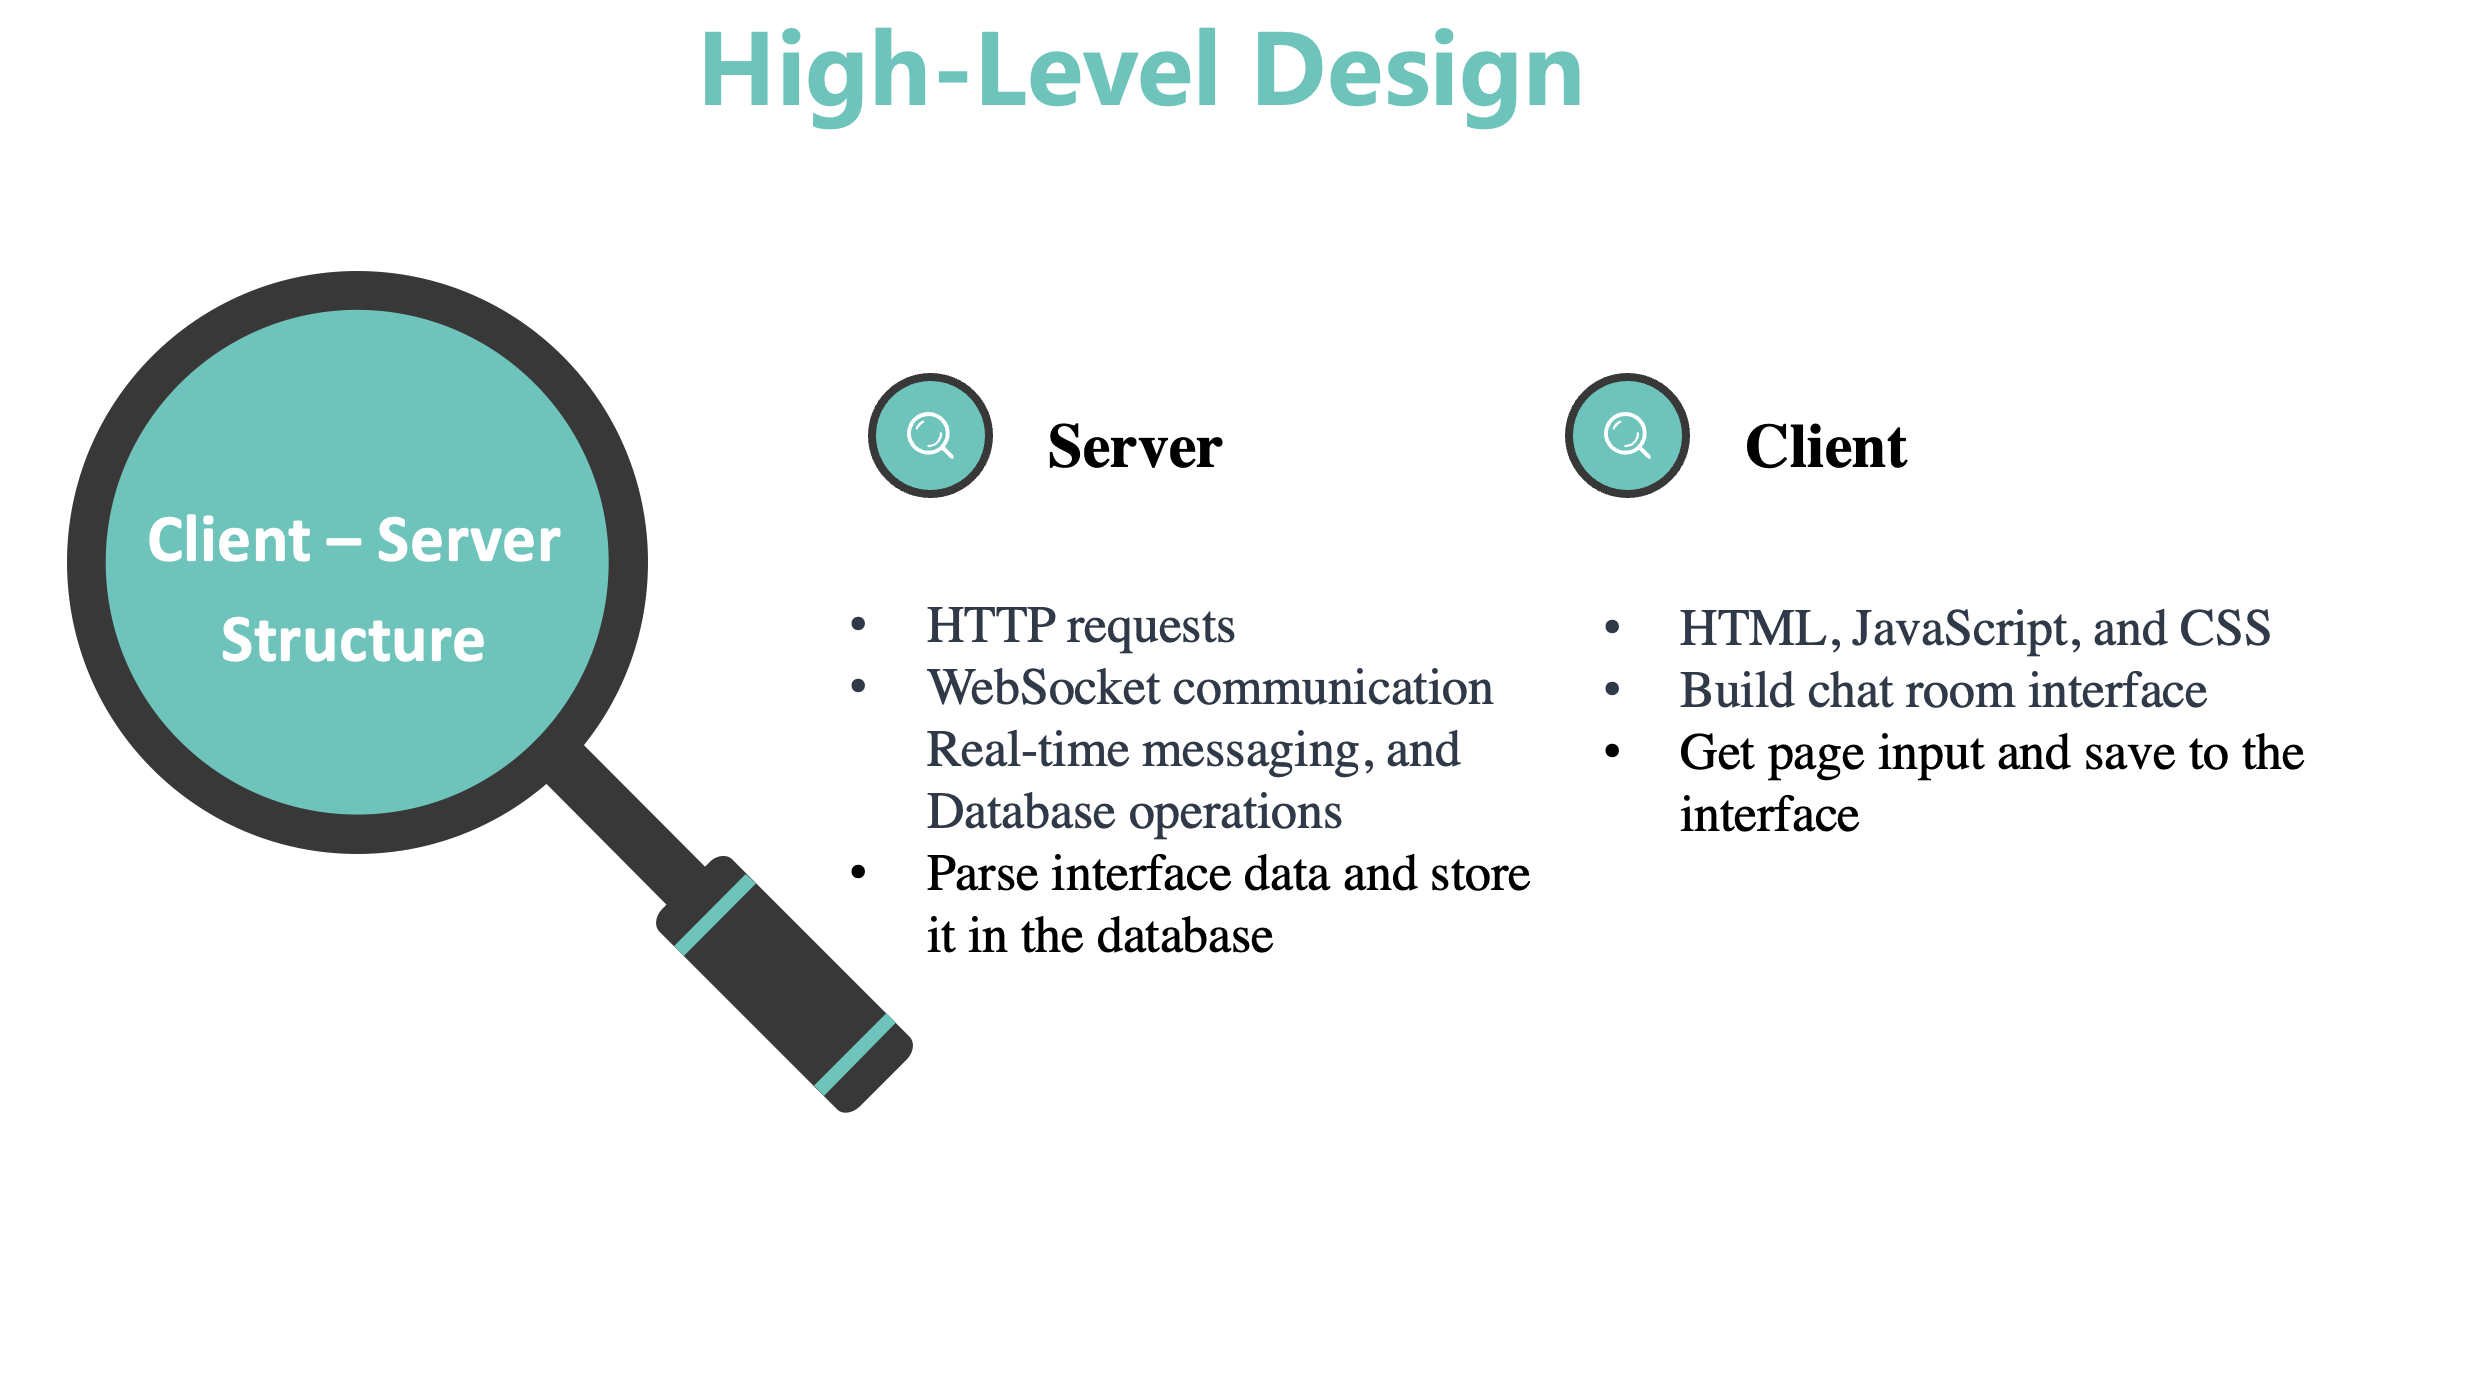 High-Level Design
Client – Server
Structure
Server
• HTTP requests
• WebSocket communication
Real-time messaging, and
Database operations
• Parse interface data and store
it in the database
Client
• HTML, JavaScript, and CSS
• Build chat room interface
• Get page input and save to the
interface